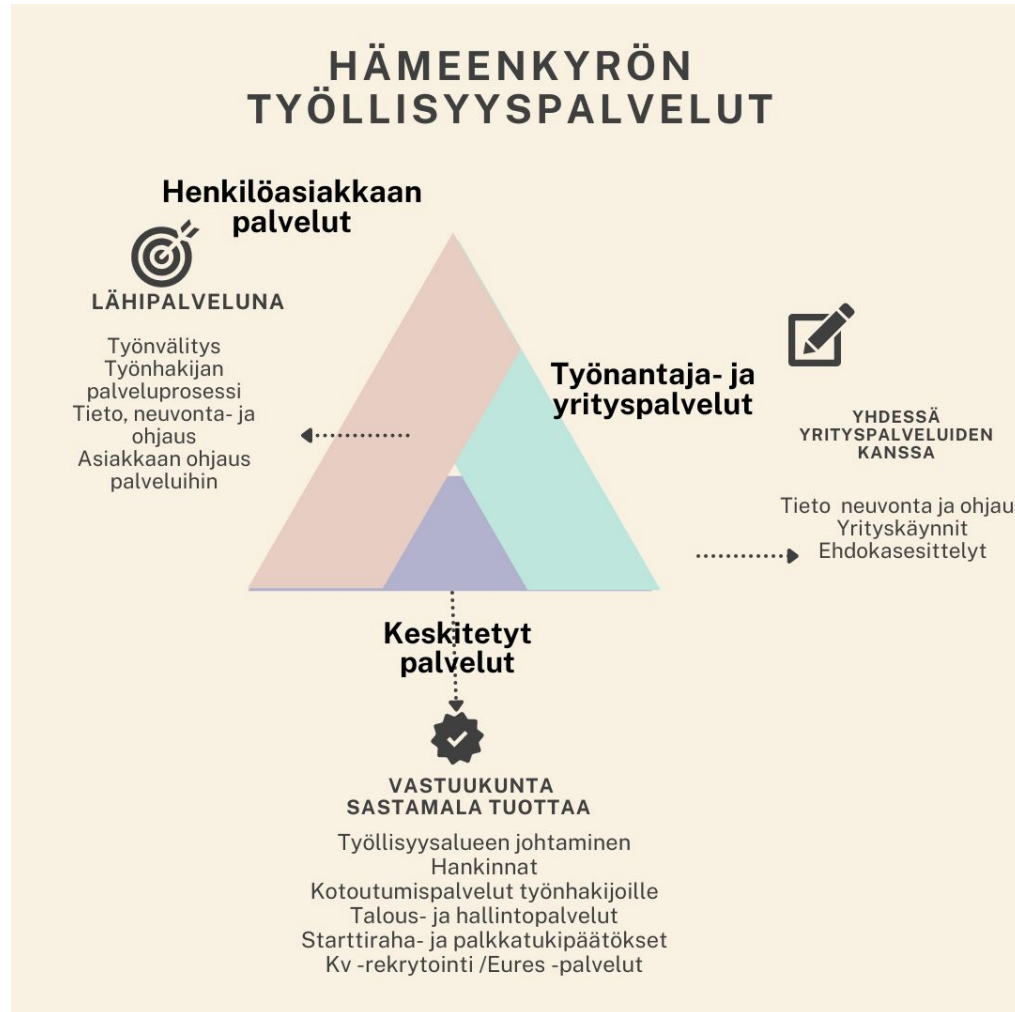 HÄMEENKYRÖN
TYÖLLISYYSPALVELUT
Henkilöasiakkaan
palvelut
LÄHIPALVELUNA
Työnvälitys
Työnhakijan
palveluprosessi
Tieto, neuvonta- ja
ohjaus
Asiakkaan ohjaus
palveluihin
Työnantaja- ja
yrityspalvelut
YHDESSÄ
YRITYSPALVELUIDEN
KANSSA
Tieto neuvonta ja ohjau
Yrityskäynnit
Ehdokasesittelyt
Keskitetyt
palvelut
VASTUUKUNTA
SASTAMALA TUOTTAA
Työllisyysalueen johtaminen
Hankinnat
Kotoutumispalvelut työnhakijoille
Talous- ja hallintopalvelut
Starttiraha- ja palkkatukipäätökset
Kv -rekrytointi /Eures -palvelut